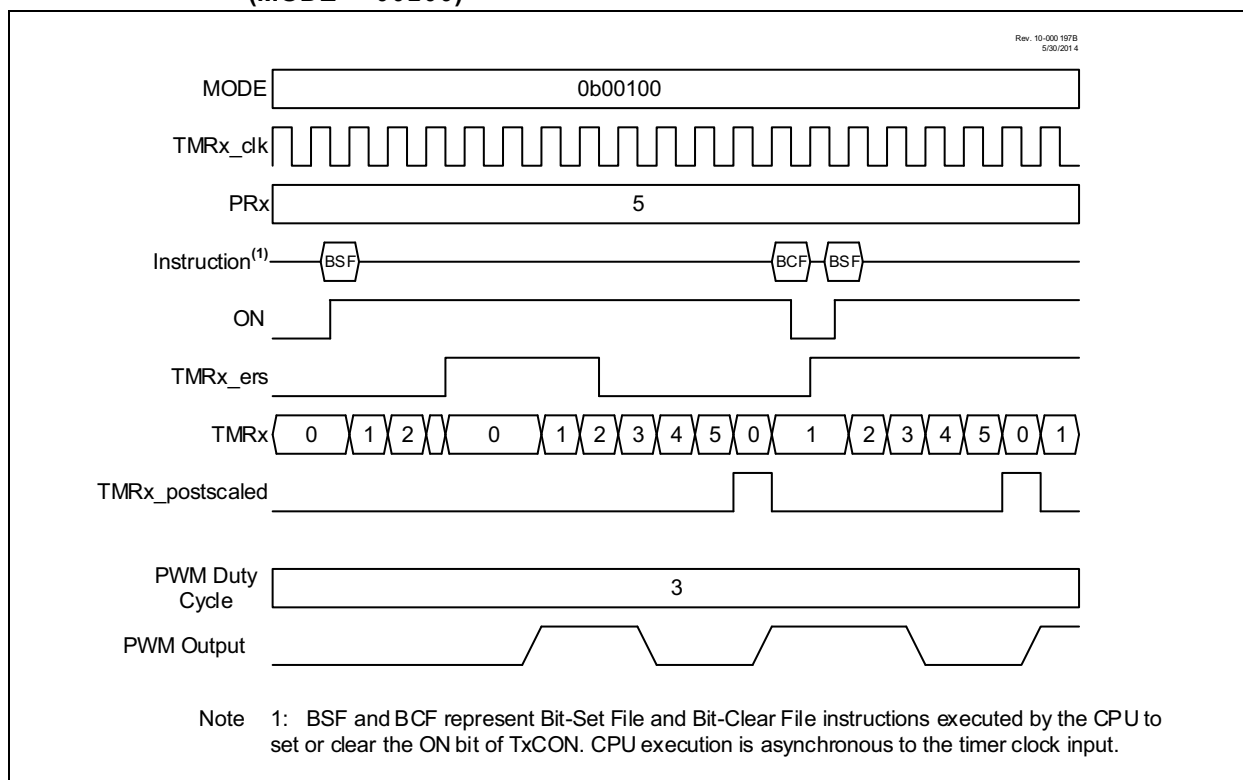 Rev. 10-000 197B
5/30/201 4
MODE 0b00100
TMRx_clk
PRx 5
Instruction(1) BSF BCF BSF
ON
TMRx_ers
TMRx 0 1 2 0 1 2 3 4 5 0 1 2 3 4 5 0 1
TMRx_postscaled
PWM Duty
Cycle 3
PWM Output
Note 1: BSF and BCF represent Bit-Set File and Bit-Clear File instructions executed by the CPU to
set or clear the ON bit of TxCON. CPU execution is asynchronous to the timer clock input.